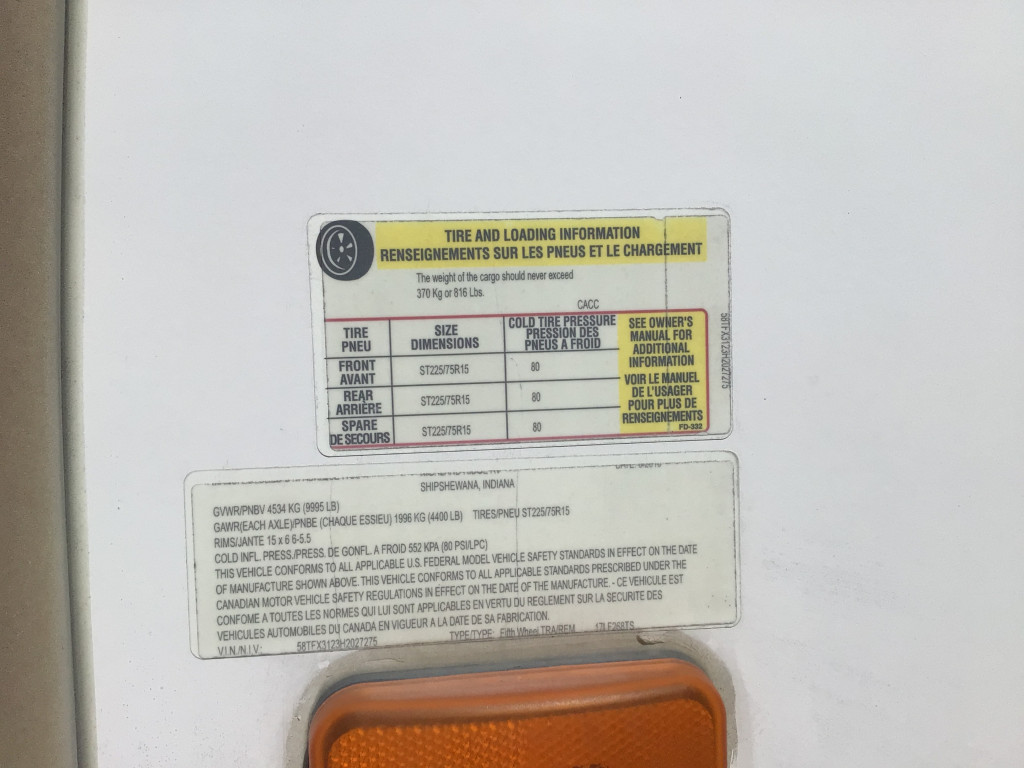 TIRE AND LOADING INFORMATION
RENSEIGNEMENTS SUR LES PNEUS ET LE CHARGEMENT
The weight of the cargo should never exceed
370 Kg or 816 Lbs.
CACC
TIRE PNEU SIZE DIMENSIONS COLD TIRE PRESSURE PRESSION DES PNEUS A FROID
FRONT AVANT ST225/75R15 80
REAR ARRIÈRE ST225/75R15 80
SPARE DE SECOURS ST225/75R15 80
SEE OWNER'S
MANUAL FOR
ADDITIONAL
INFORMATION
VOIR LE MANUEL
DE L'USAGER
POUR PLUS DE
RENSEIGNEMENTS
FD-332
58TFX3123H2027275
SHIPSHEWANA, INDIANA
GVWR/PNBV 4534 KG (9995 LB)
GAWR(EACH AXLE)/PNBE (CHAQUE ESSIEU) 1996 KG (4400 LB) TIRES/PNEU ST225/75R15
RIMS/JANTE 15 x 6 6-5.5
COLD INFL. PRESS./PRESS. DE GONFL. A FROID 552 KPA (80 PSI/LPC)
THIS VEHICLE CONFORMS TO ALL APPLICABLE U.S. FEDERAL MODEL VEHICLE SAFETY STANDARDS IN EFFECT ON THE DATE
OF MANUFACTURE SHOWN ABOVE. THIS VEHICLE CONFORMS TO ALL APPLICABLE STANDARDS PRESCRIBED UNDER THE
CANADIAN MOTOR VEHICLE SAFETY REGULATIONS IN EFFECT ON THE DATE OF THE MANUFACTURE. - CE VEHICULE EST
CONFOME A TOUTES LES NORMES QUI LUI SONT APPLICABLES EN VERTU DU REGLEMENT SUR LA SECURITE DES
VEHICULES AUTOMOBILES DU CANADA EN VIGUEUR A LA DATE DE SA FABRICATION.
V.I.N./N.I.V: 58TFX3123H2027275 TYPE/TYPE: Fifth Wheel TRA/REM